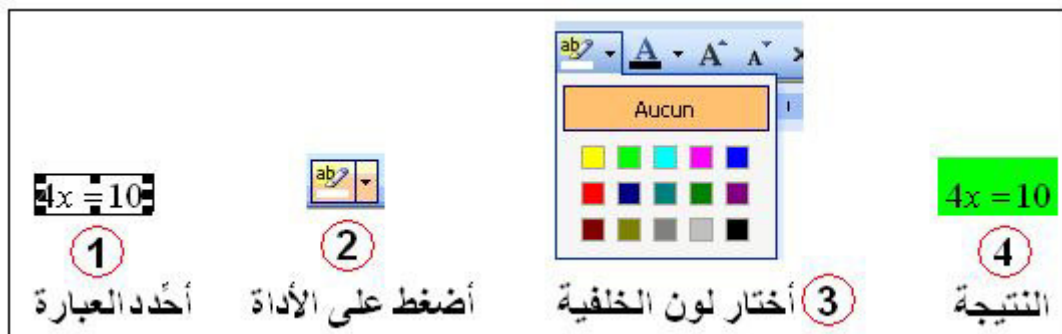 ab A A A
Aucun
4x = 10
ab
4x = 10
1
2
3
4
أحدد العبارة
أضغط على الأداة
أختار لون الخلفية
النتيجة